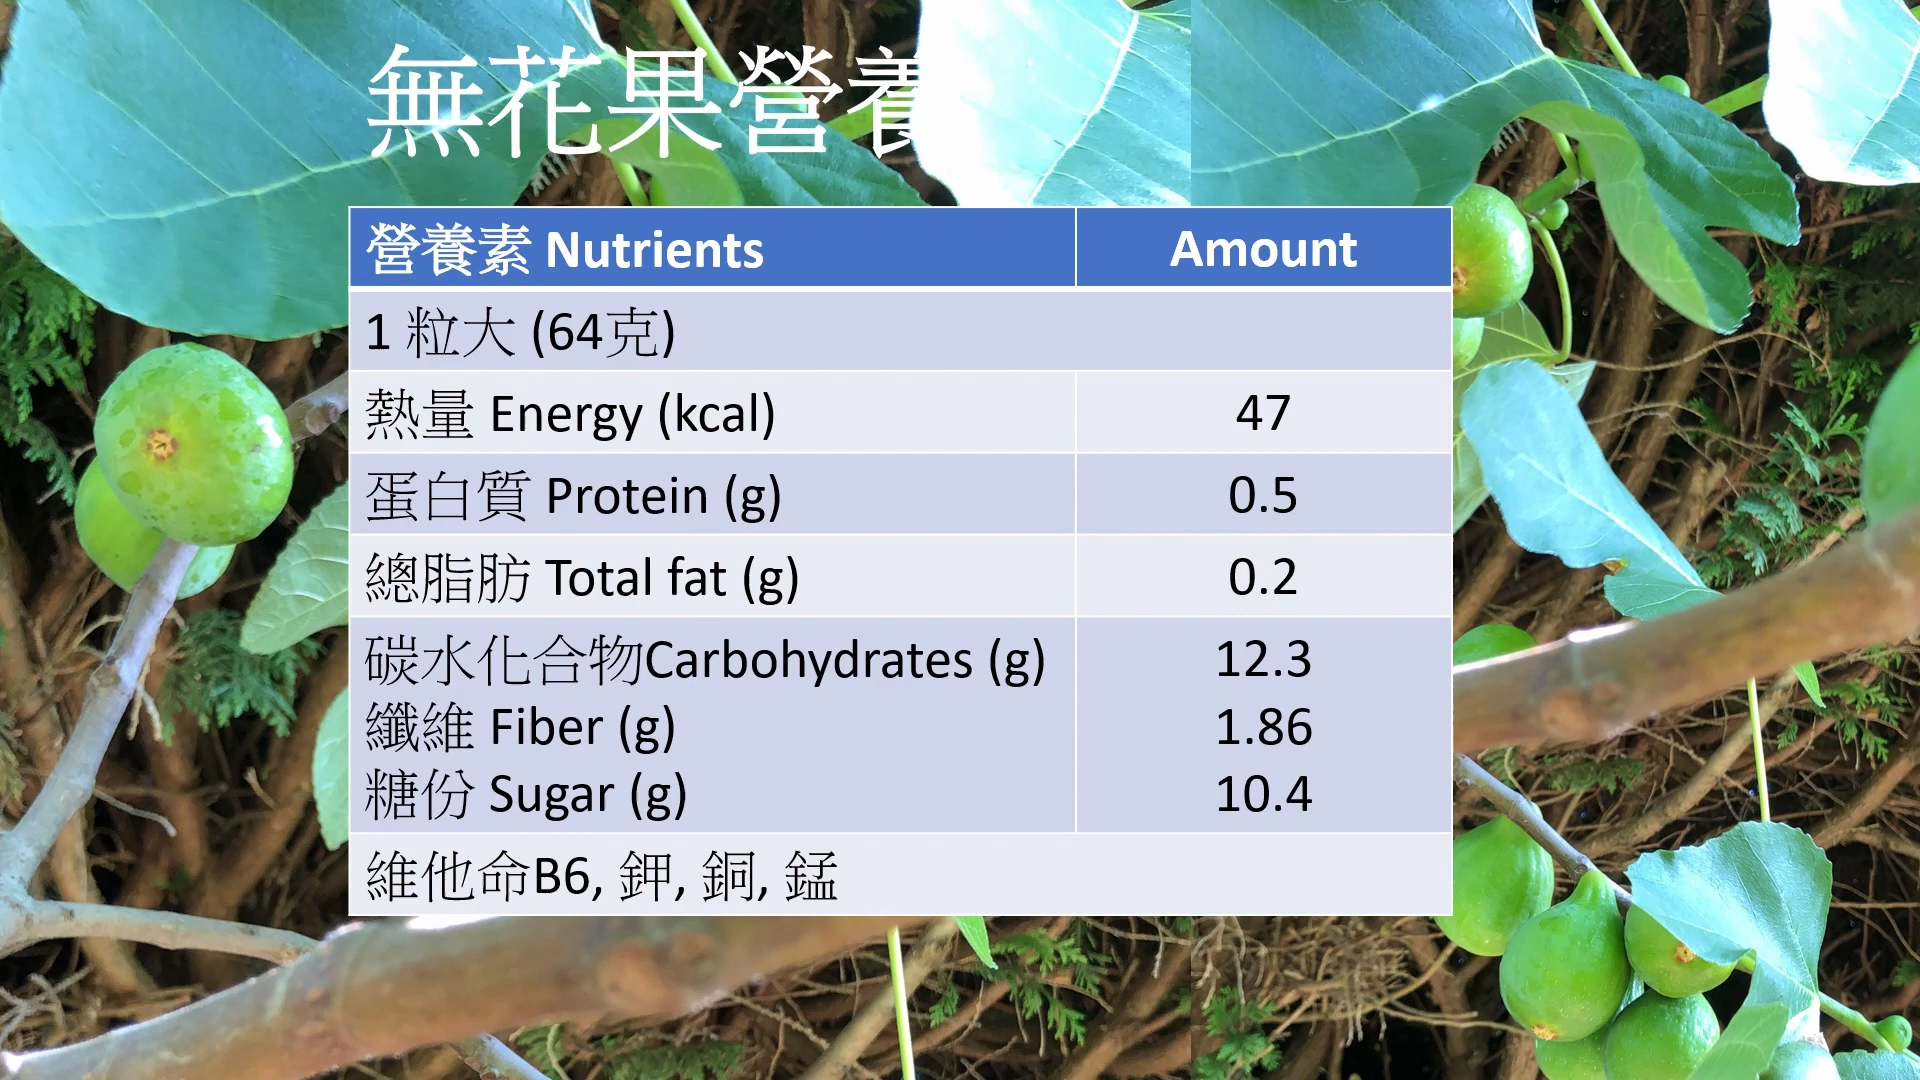 無花果營養
營養素 Nutrients Amount
1 粒大 (64克)
熱量 Energy (kcal) 47
蛋白質 Protein (g) 0.5
總脂肪 Total fat (g) 0.2
碳水化合物Carbohydrates (g) 12.3
纖維 Fiber (g) 1.86
糖份 Sugar (g) 10.4
維他命B6, 鉀, 銅, 錳